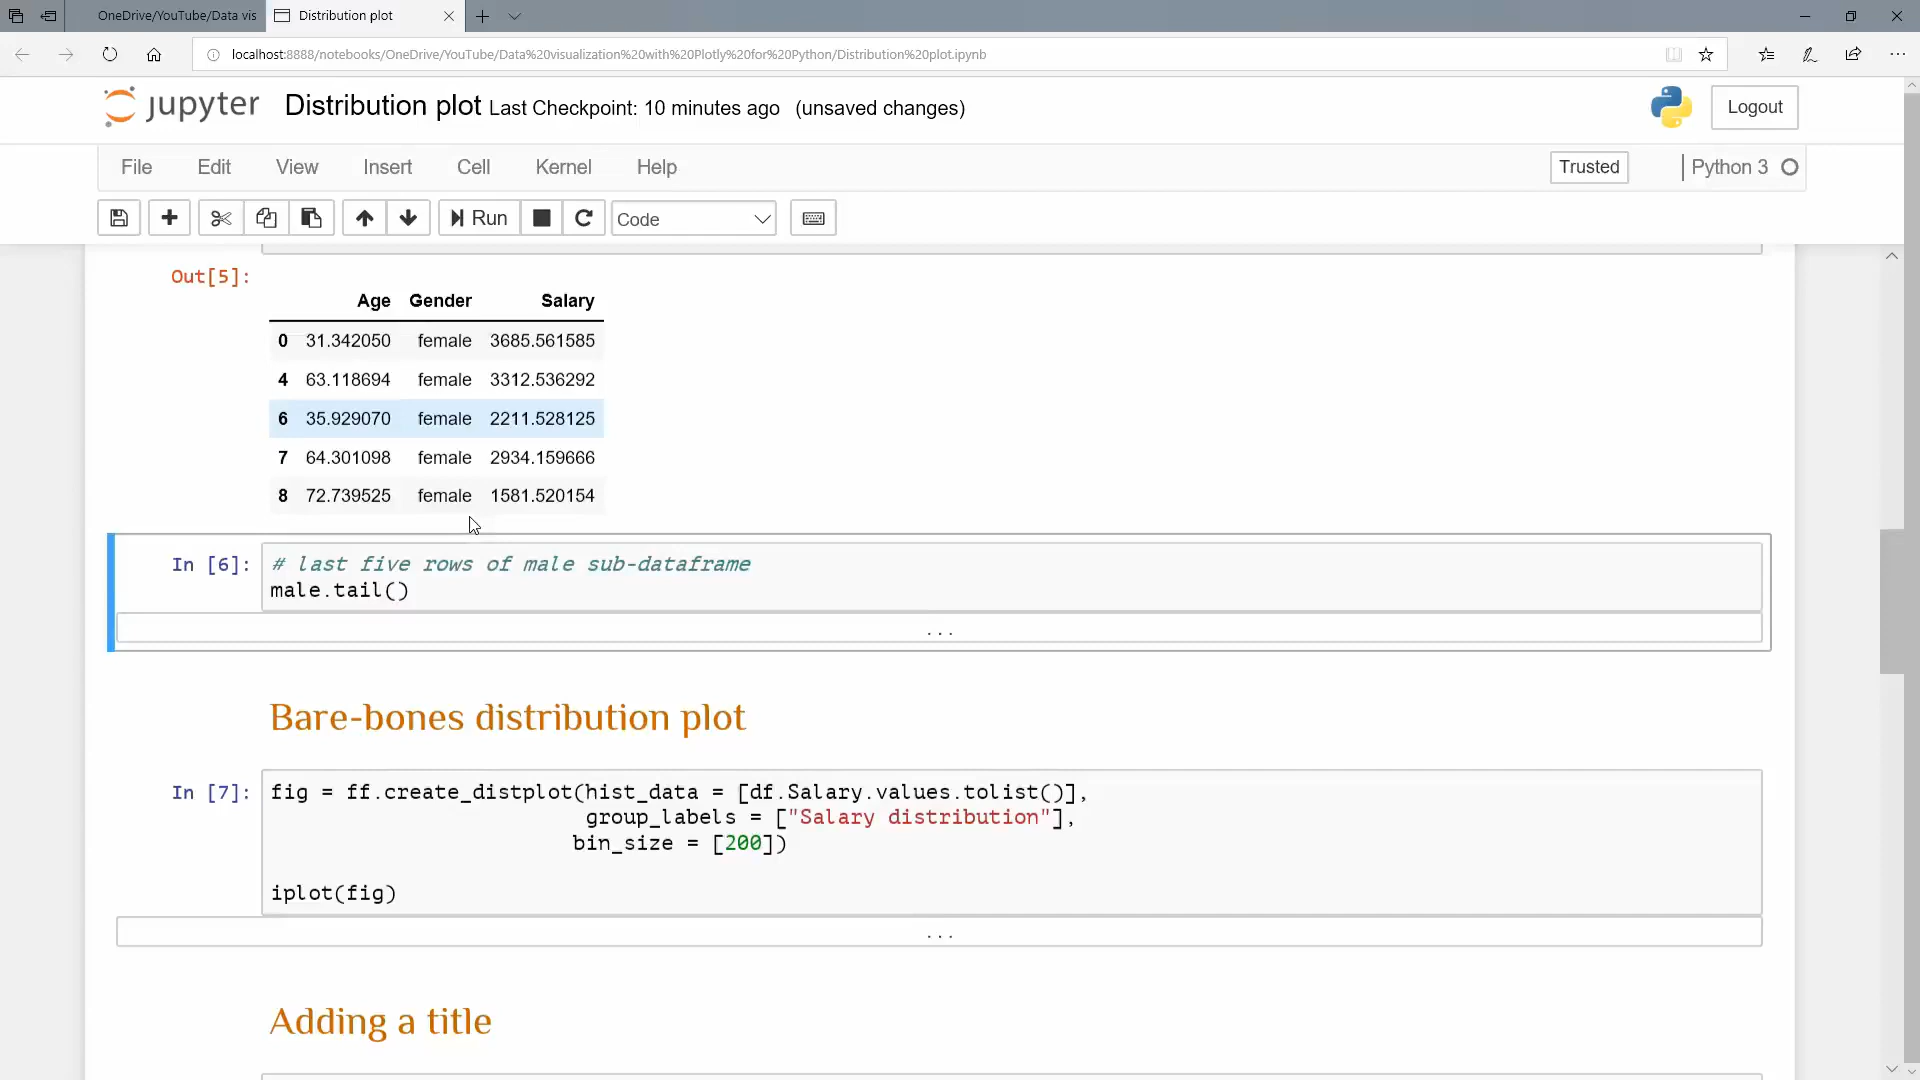 OneDrive/YouTube/Data vis
Distribution plot
localhost:8888/notebooks/OneDrive/YouTube/Data%20visualization%20with%20Plotly%20for%20Python/Distribution%20plot.ipynb
jupyter Distribution plot Last Checkpoint: 10 minutes ago (unsaved changes)
Logout
File Edit View Insert Cell Kernel Help
Trusted
Python 3
Run
Code
Out[5]:
Age Gender Salary
0 31.342050 female 3685.561585
4 63.118694 female 3312.536292
6 35.929070 female 2211.528125
7 64.301098 female 2934.159666
8 72.739525 female 1581.520154
In [6]: # last five rows of male sub-dataframe
male.tail()
...
Bare-bones distribution plot
In [7]: fig = ff.create_distplot(hist_data = [df.Salary.values.tolist()],
group_labels = ["Salary distribution"],
bin_size = [200])
iplot(fig)
...
Adding a title